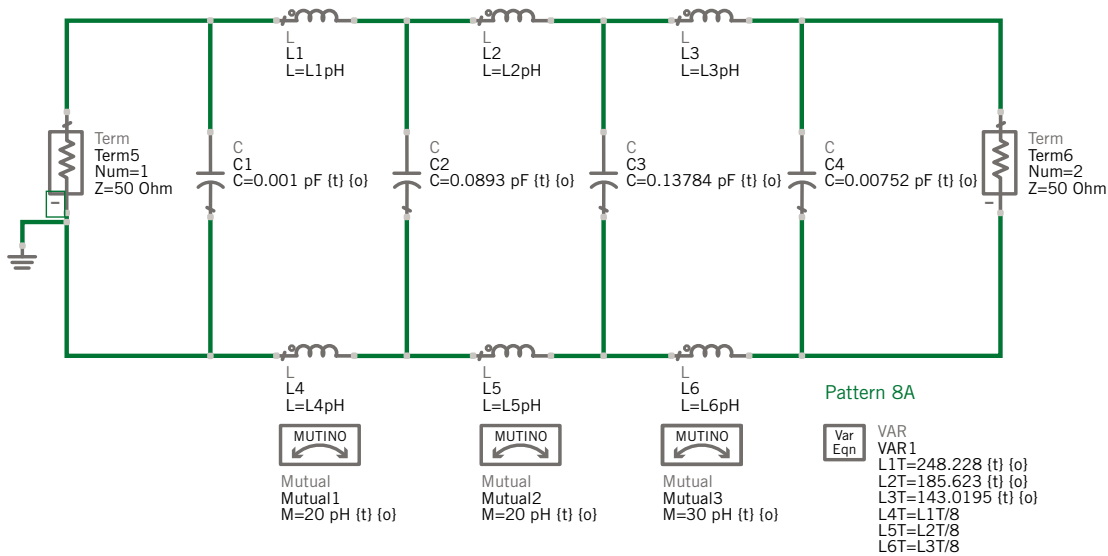 L
L1
L=L1pH
L
L2
L=L2pH
L
L3
L=L3pH
Term
Term5
Num=1
Z=50 Ohm
C
C1
C=0.001 pF {t} {o}
C
C2
C=0.0893 pF {t} {o}
C
C3
C=0.13784 pF {t} {o}
C
C4
C=0.00752 pF {t} {o}
Term
Term6
Num=2
Z=50 Ohm
L
L4
L=L4pH
L
L5
L=L5pH
L
L6
L=L6pH
MUTINO
Mutual
Mutual1
M=20 pH {t} {o}
MUTINO
Mutual
Mutual2
M=20 pH {t} {o}
MUTINO
Mutual
Mutual3
M=30 pH {t} {o}
Pattern 8A
Var
Eqn
VAR
VAR1
L1T=248.228 {t} {o}
L2T=185.623 {t} {o}
L3T=143.0195 {t} {o}
L4T=L1T/8
L5T=L2T/8
L6T=L3T/8